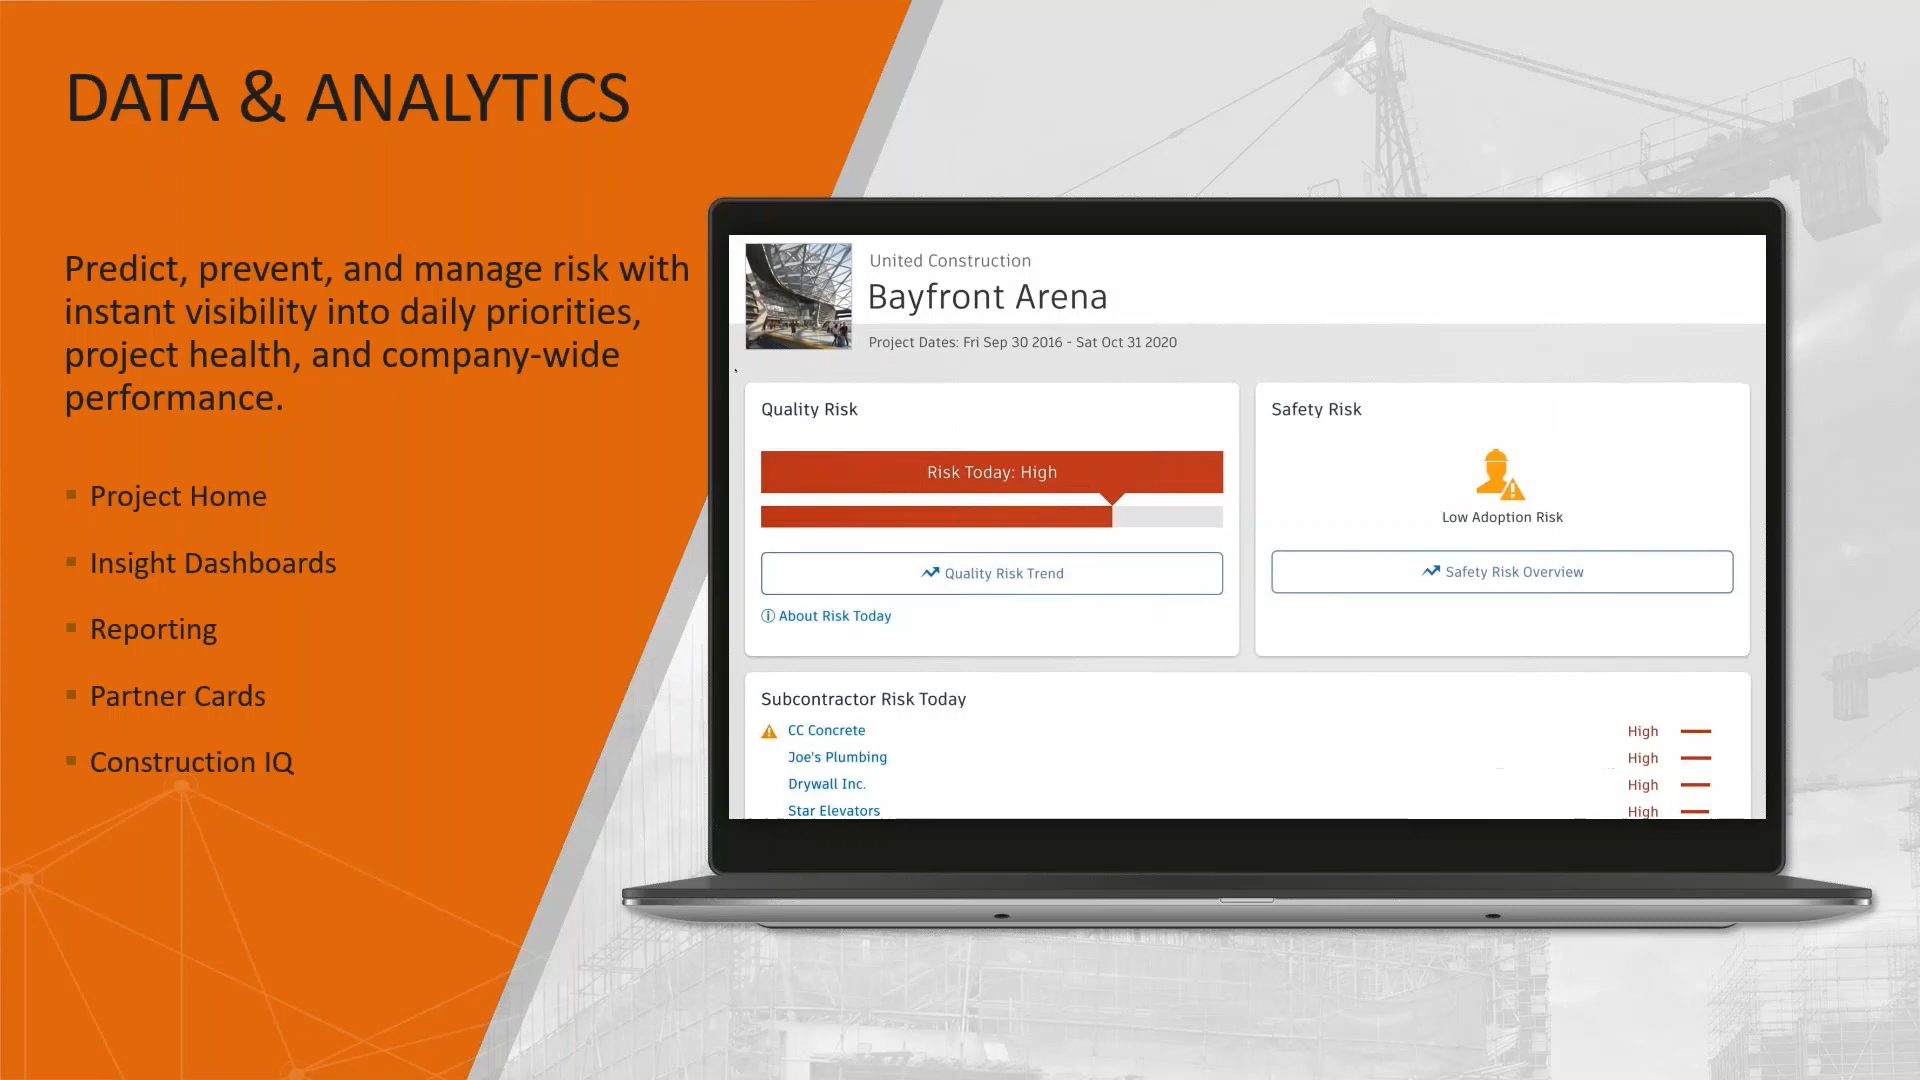 DATA & ANALYTICS
Predict, prevent, and manage risk with
instant visibility into daily priorities,
project health, and company-wide
performance.
Project Home
Insight Dashboards
Reporting
Partner Cards
Construction IQ
United Construction
Bayfront Arena
Project Dates: Fri Sep 30 2016 - Sat Oct 31 2020
Quality Risk
Risk Today: High
Quality Risk Trend
About Risk Today
Safety Risk
Low Adoption Risk
Safety Risk Overview
Subcontractor Risk Today
CC Concrete High
Joe's Plumbing High
Drywall Inc. High
Star Elevators High